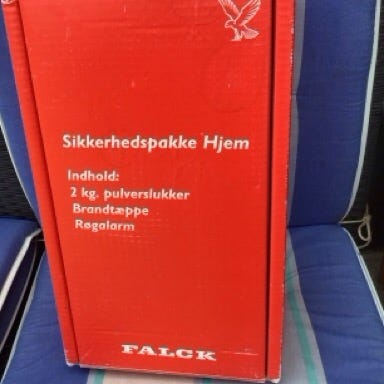 Sikkerhedspakke Hjem
Indhold:
2 kg. pulverslukker
Brandtæppe
Røgalarm
FALCK